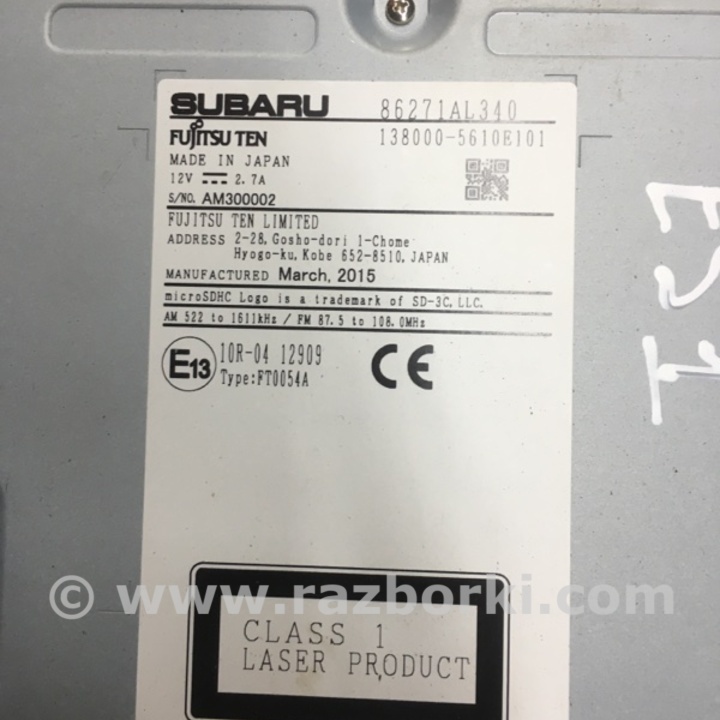 SUBARU 86271AL340
FUJITSU TEN 138000-5610E101
MADE IN JAPAN
12V 2.7A
S/NO. AM300002
FUJITSU TEN LIMITED
ADDRESS 2-28, Gosho-dori 1-Chome
Hyogo-ku, Kobe 652-8510, JAPAN
MANUFACTURED March, 2015
microSDHC Logo is a trademark of SD-3C, LLC.
AM 522 to 1611kHz / FM 87.5 to 108.0MHz
E13 10R-04 12909 CE
Type:FT0054A
© www.razborki.com
CLASS 1
LASER PRODUCT